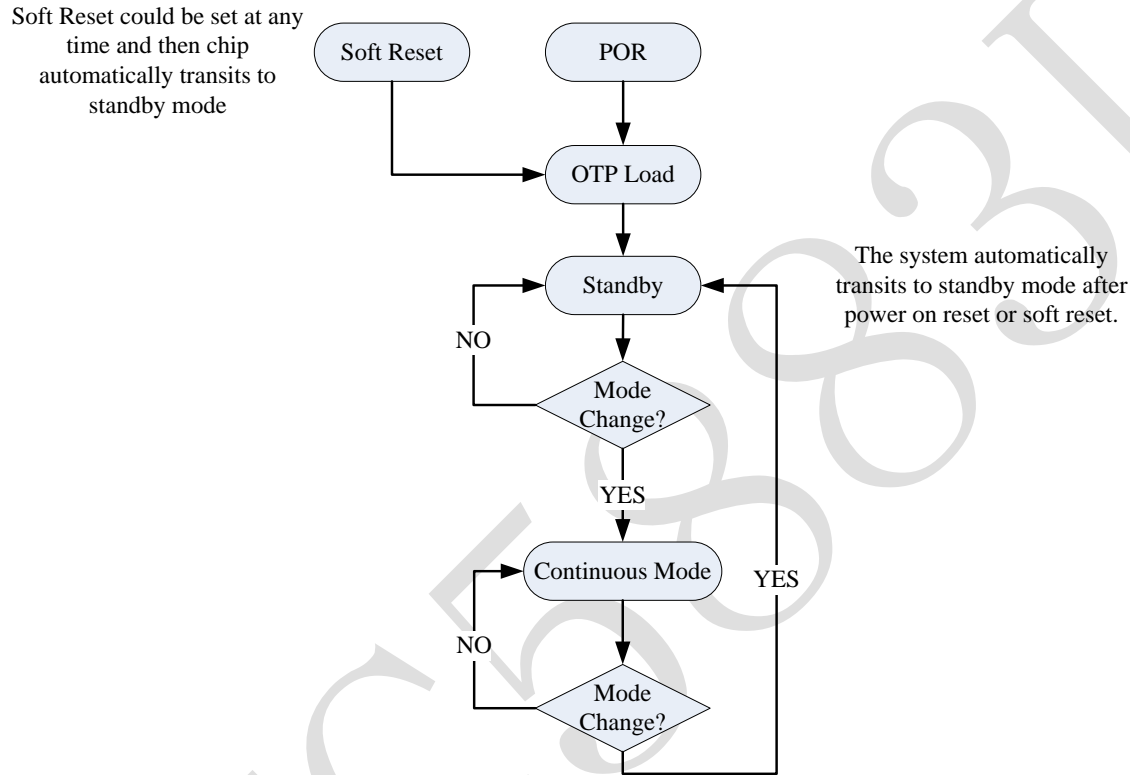 Soft Reset could be set at any
time and then chip
automatically transits to
standby mode
Soft Reset
POR
OTP Load
Standby
The system automatically
transits to standby mode after
power on reset or soft reset.
NO
Mode
Change?
YES
Continuous Mode
YES
NO
Mode
Change?